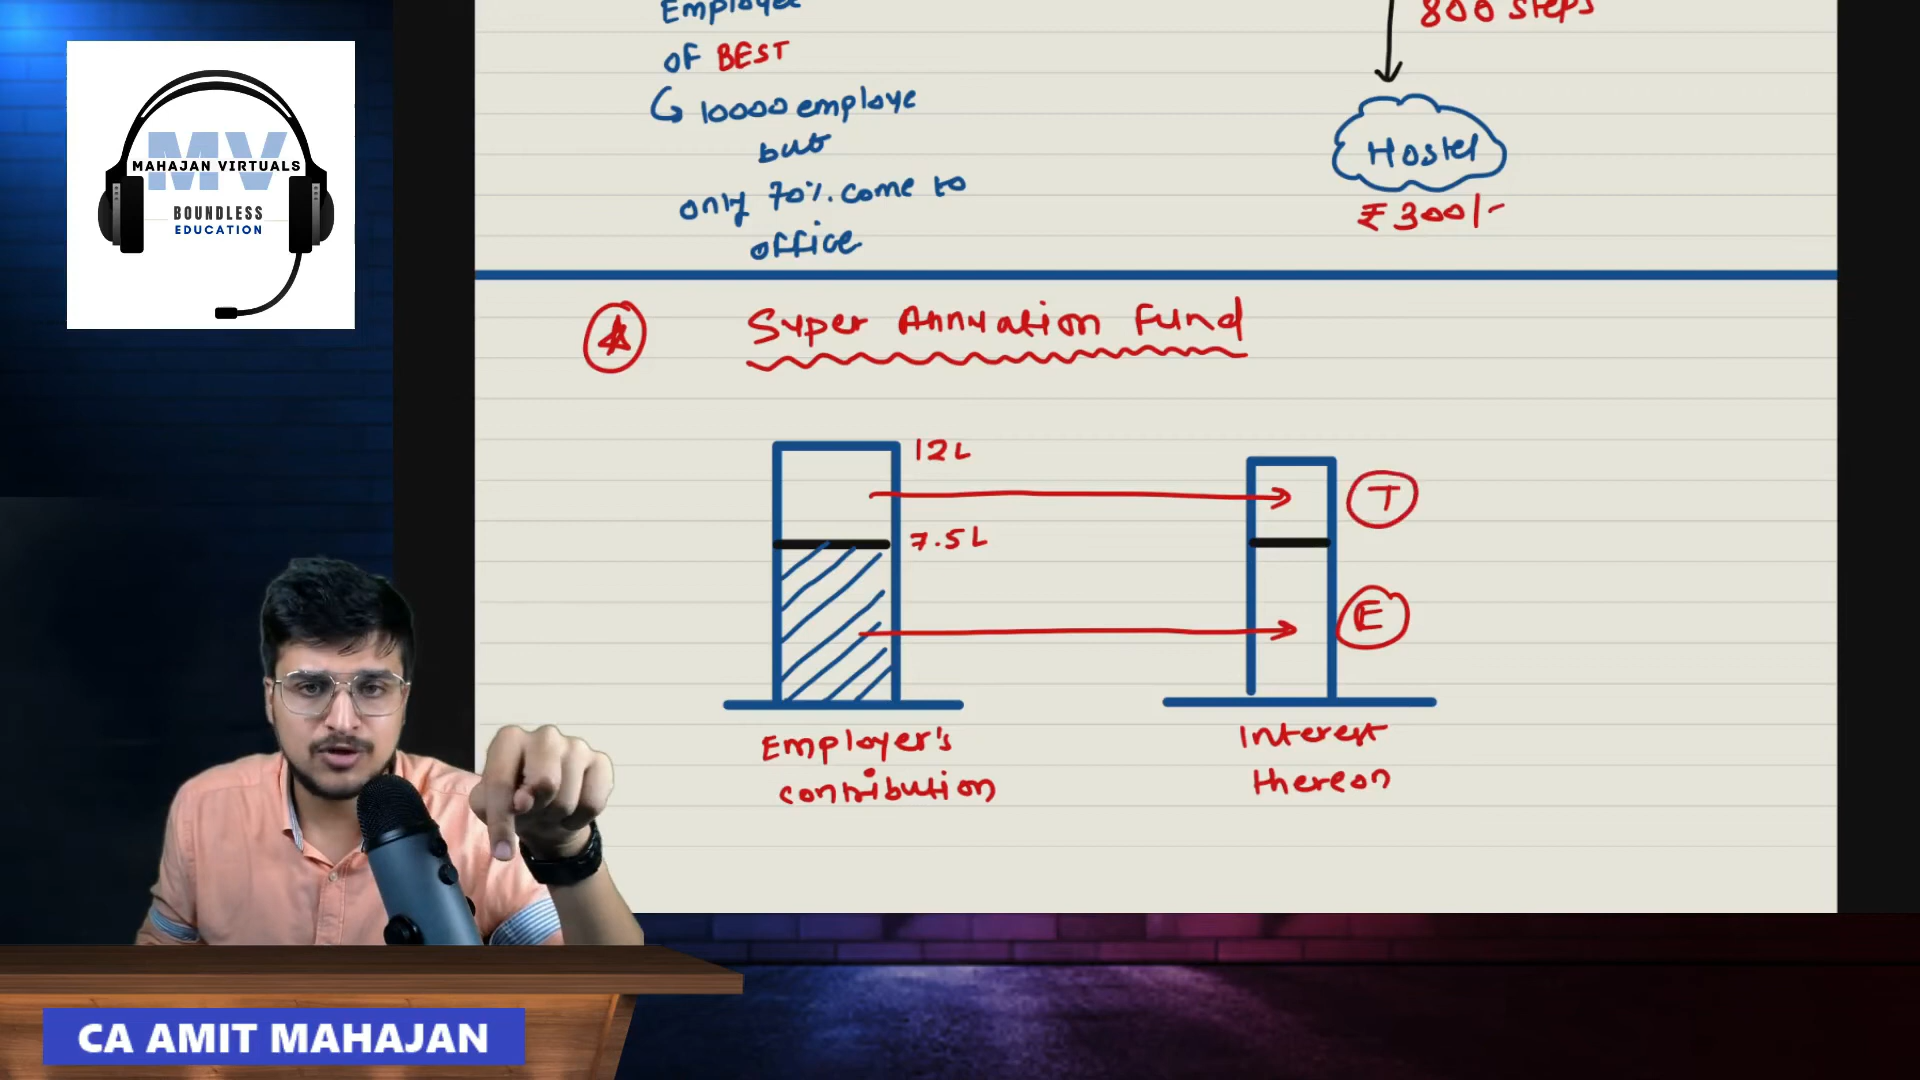 MV
MAHAJAN VIRTUALS
BOUNDLESS
EDUCATION
Employee
of BEST
10000 employe
but
only 70%. come to
office
800 steps
Hostel
₹300/-
Super Annuation Fund
12L
7.5L
T
E
Employer's
contribution
Interest
thereon
CA AMIT MAHAJAN